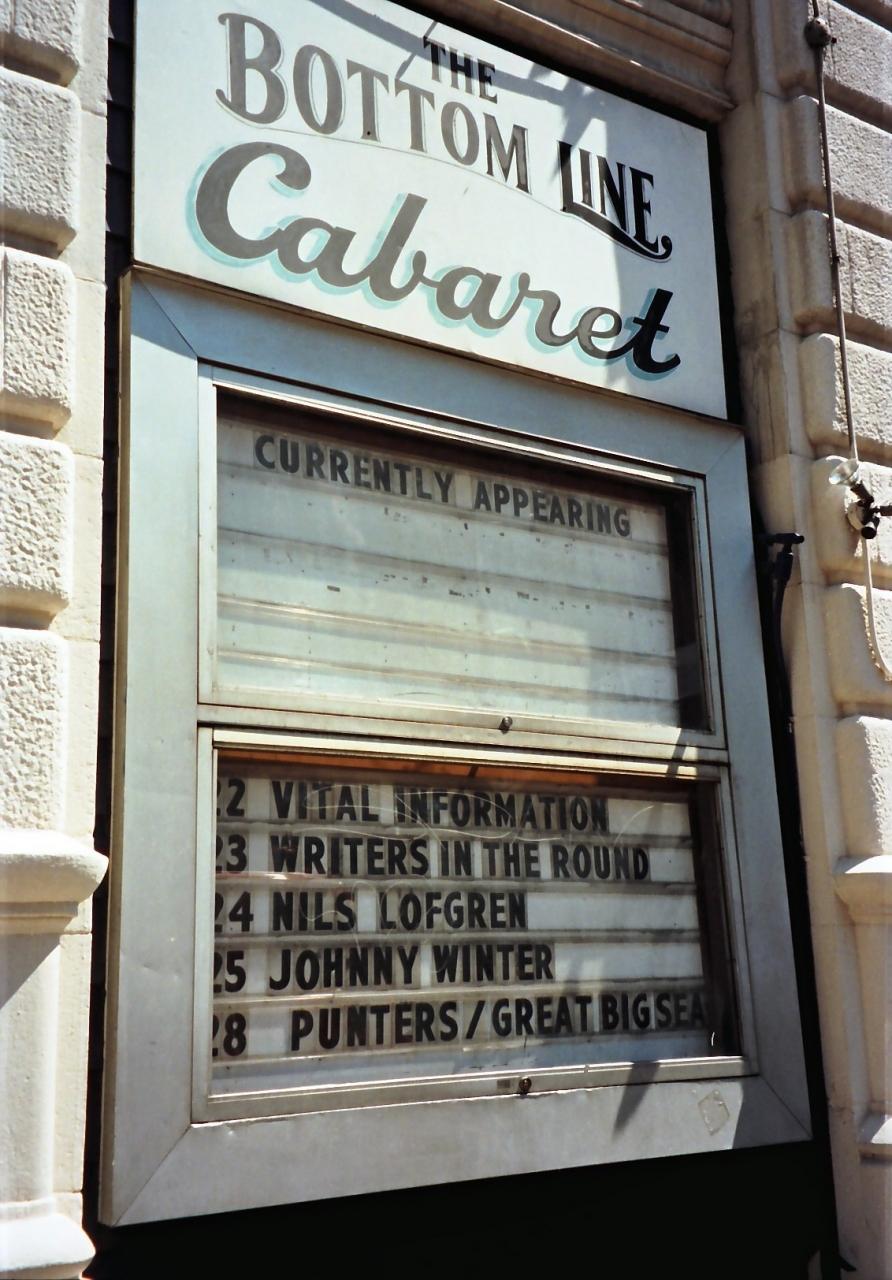 THE
BOTTOM LINE
Cabaret
CURRENTLY APPEARING
22 VITAL INFORMATION
23 WRITERS IN THE ROUND
24 NILS LOFGREN
25 JOHNNY WINTER
28 PUNTERS/GREAT BIG SEA